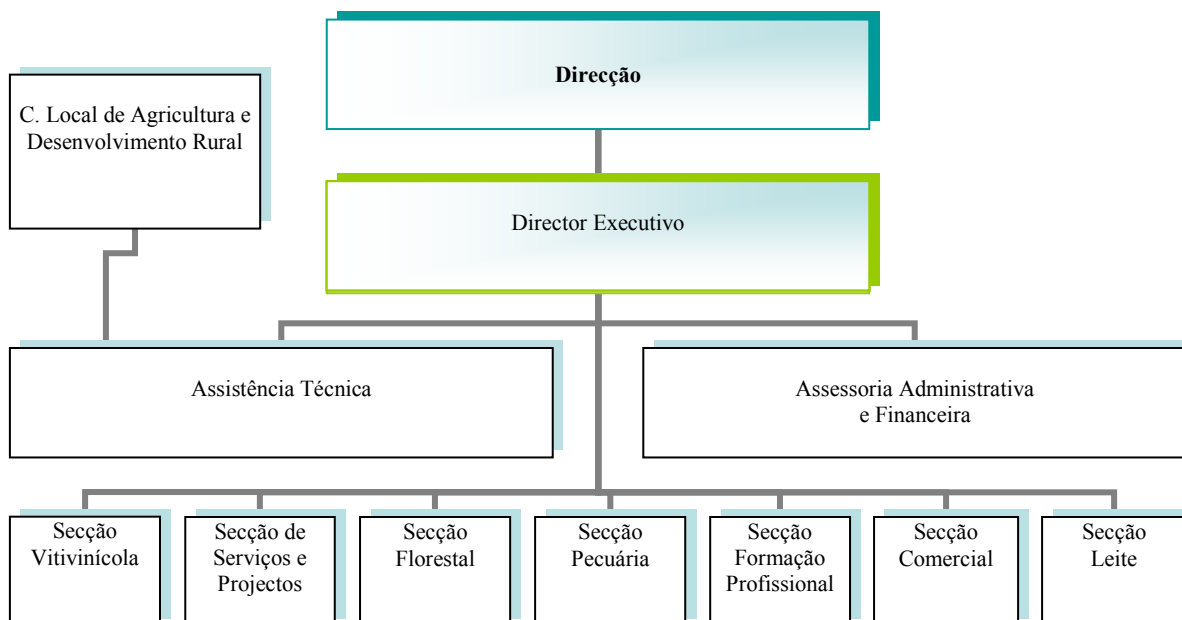 Direcção
C. Local de Agricultura e
Desenvolvimento Rural
Director Executivo
Assistência Técnica
Assessoria Administrativa
e Financeira
Secção
Vitivinícola
Secção de
Serviços e
Projectos
Secção
Florestal
Secção
Pecuária
Secção
Formação
Profissional
Secção
Comercial
Secção
Leite